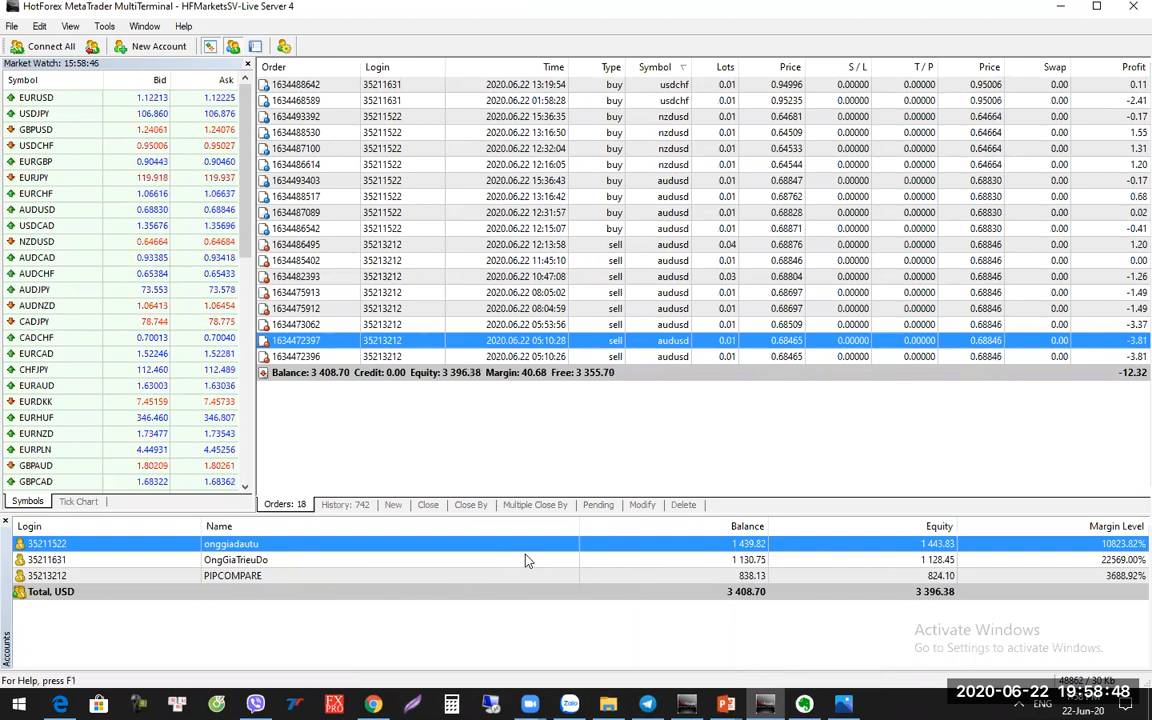 HotForex MetaTrader MultiTerminal - HFMarketsSV-Live Server 4
File Edit View Tools Window Help
Connect All New Account
Market Watch: 15:58:46
Symbol Bid Ask
EURUSD 1.12213 1.12225
USDJPY 106.860 106.876
GBPUSD 1.24061 1.24076
USDCHF 0.95006 0.95027
EURGBP 0.90443 0.90460
EURJPY 119.918 119.937
EURCHF 1.06616 1.06637
AUDUSD 0.68830 0.68846
USDCAD 1.35676 1.35696
NZDUSD 0.64664 0.64684
AUDCAD 0.93385 0.93418
AUDCHF 0.65384 0.65433
AUDJPY 73.553 73.578
AUDNZD 1.06413 1.06454
CADJPY 78.744 78.775
CADCHF 0.70013 0.70040
EURCAD 1.52246 1.52281
CHFJPY 112.460 112.489
EURAUD 1.63003 1.63036
EURDKK 7.45159 7.45733
EURHUF 346.460 346.807
EURNZD 1.73477 1.73543
EURPLN 4.44931 4.45256
GBPAUD 1.80209 1.80261
GBPCAD 1.68322 1.68362
Symbols Tick Chart
Order Login Time Type Symbol Lots Price S / L T / P Price Swap Profit
1634488642 35211631 2020.06.22 13:19:54 buy usdchf 0.01 0.94996 0.00000 0.00000 0.95006 0.00 0.11
1634468589 35211631 2020.06.22 01:58:28 buy usdchf 0.01 0.95235 0.00000 0.00000 0.95006 0.00 -2.41
1634493392 35211522 2020.06.22 15:36:35 buy nzdusd 0.01 0.64681 0.00000 0.00000 0.64664 0.00 -0.17
1634488530 35211522 2020.06.22 13:16:50 buy nzdusd 0.01 0.64509 0.00000 0.00000 0.64664 0.00 1.55
1634487100 35211522 2020.06.22 12:32:04 buy nzdusd 0.01 0.64533 0.00000 0.00000 0.64664 0.00 1.31
1634486614 35211522 2020.06.22 12:16:05 buy nzdusd 0.01 0.64544 0.00000 0.00000 0.64664 0.00 1.20
1634493403 35211522 2020.06.22 15:36:43 buy audusd 0.01 0.68847 0.00000 0.00000 0.68830 0.00 -0.17
1634488517 35211522 2020.06.22 13:16:42 buy audusd 0.01 0.68762 0.00000 0.00000 0.68830 0.00 0.68
1634487089 35211522 2020.06.22 12:31:57 buy audusd 0.01 0.68828 0.00000 0.00000 0.68830 0.00 0.02
1634486542 35211522 2020.06.22 12:15:07 buy audusd 0.01 0.68871 0.00000 0.00000 0.68830 0.00 -0.41
1634486495 35213212 2020.06.22 12:13:58 sell audusd 0.04 0.68876 0.00000 0.00000 0.68846 0.00 1.20
1634485402 35213212 2020.06.22 11:45:10 sell audusd 0.01 0.68846 0.00000 0.00000 0.68846 0.00 0.00
1634482393 35213212 2020.06.22 10:47:08 sell audusd 0.03 0.68804 0.00000 0.00000 0.68846 0.00 -1.26
1634475913 35213212 2020.06.22 08:05:02 sell audusd 0.01 0.68697 0.00000 0.00000 0.68846 0.00 -1.49
1634475912 35213212 2020.06.22 08:04:59 sell audusd 0.01 0.68697 0.00000 0.00000 0.68846 0.00 -1.49
1634473062 35213212 2020.06.22 05:53:56 sell audusd 0.01 0.68509 0.00000 0.00000 0.68846 0.00 -3.37
1634472397 35213212 2020.06.22 05:10:28 sell audusd 0.01 0.68465 0.00000 0.00000 0.68846 0.00 -3.81
1634472396 35213212 2020.06.22 05:10:26 sell audusd 0.01 0.68465 0.00000 0.00000 0.68846 0.00 -3.81
Balance: 3 408.70 Credit: 0.00 Equity: 3 396.38 Margin: 40.68 Free: 3 355.70 -12.32
Orders: 18 History: 742 New Close Close By Multiple Close By Pending Modify Delete
Login Name Balance Equity Margin Level
35211522 onggiadautu 1 439.82 1 443.83 10823.82%
35211631 OngGiaTrieuDo 1 130.75 1 128.45 22569.00%
35213212 PIPCOMPARE 838.13 824.10 3688.92%
Total, USD 3 408.70 3 396.38
Accounts
Activate Windows
Go to Settings to activate Windows.
For Help, press F1
48862 / 30 Kb
2020-06-22 19:58:48
ENG
22-Jun-20